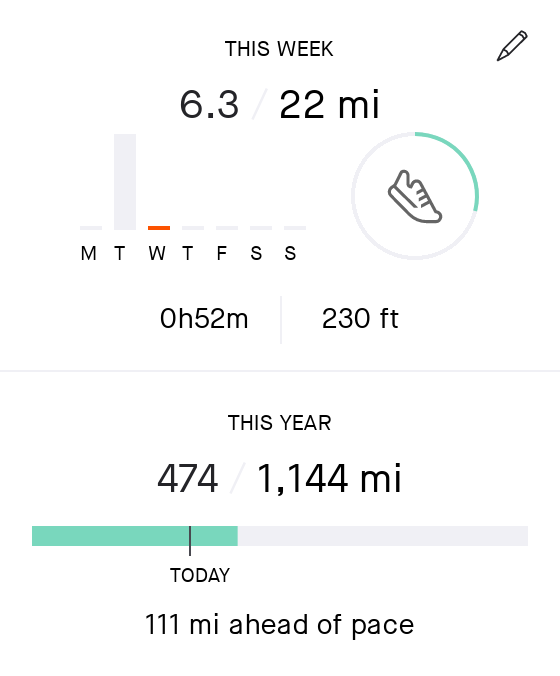 THIS WEEK
6.3 / 22 mi
M T W T F S S
0h52m 230 ft
THIS YEAR
474 / 1,144 mi
TODAY
111 mi ahead of pace